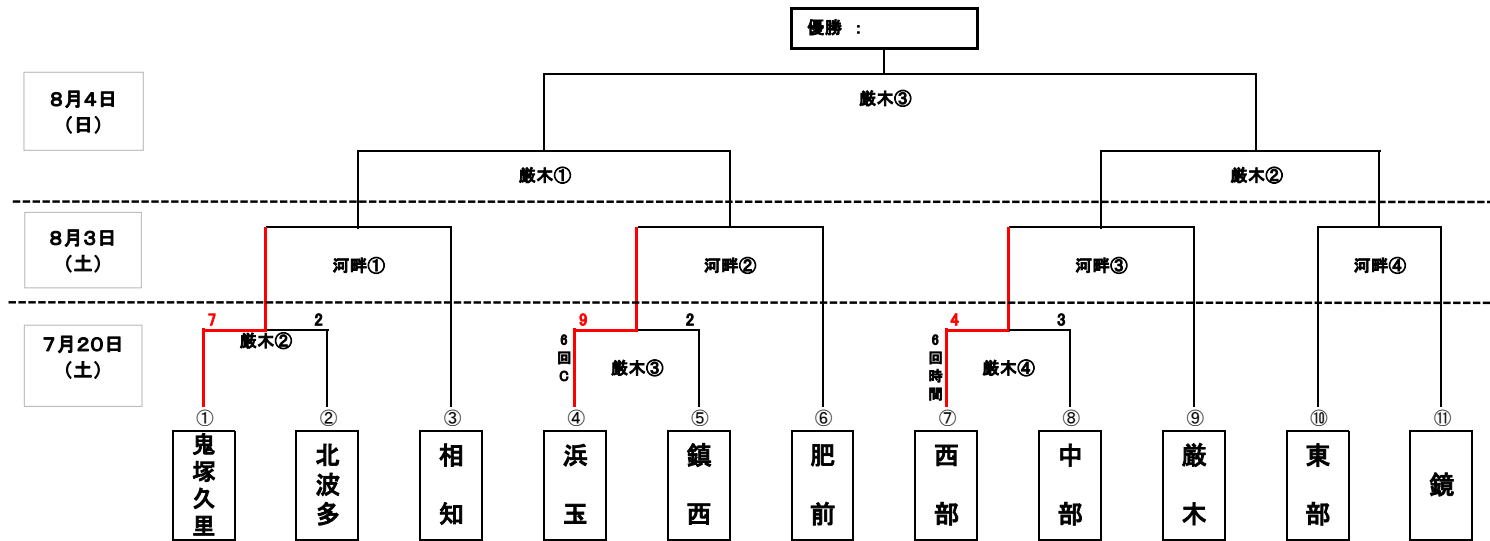 優勝 :
8月4日
(日)
厳木③
厳木①
厳木②
8月3日
(土)
河畔①
河畔②
河畔③
河畔④
7月20日
(土)
7
2
厳木②
9
2
6回C
厳木③
4
3
6回時間
厳木④
①
②
③
④
⑤
⑥
⑦
⑧
⑨
⑩
⑪
鬼塚久里
北波多
相知
浜玉
鎮西
肥前
西部
中部
厳木
東部
鏡